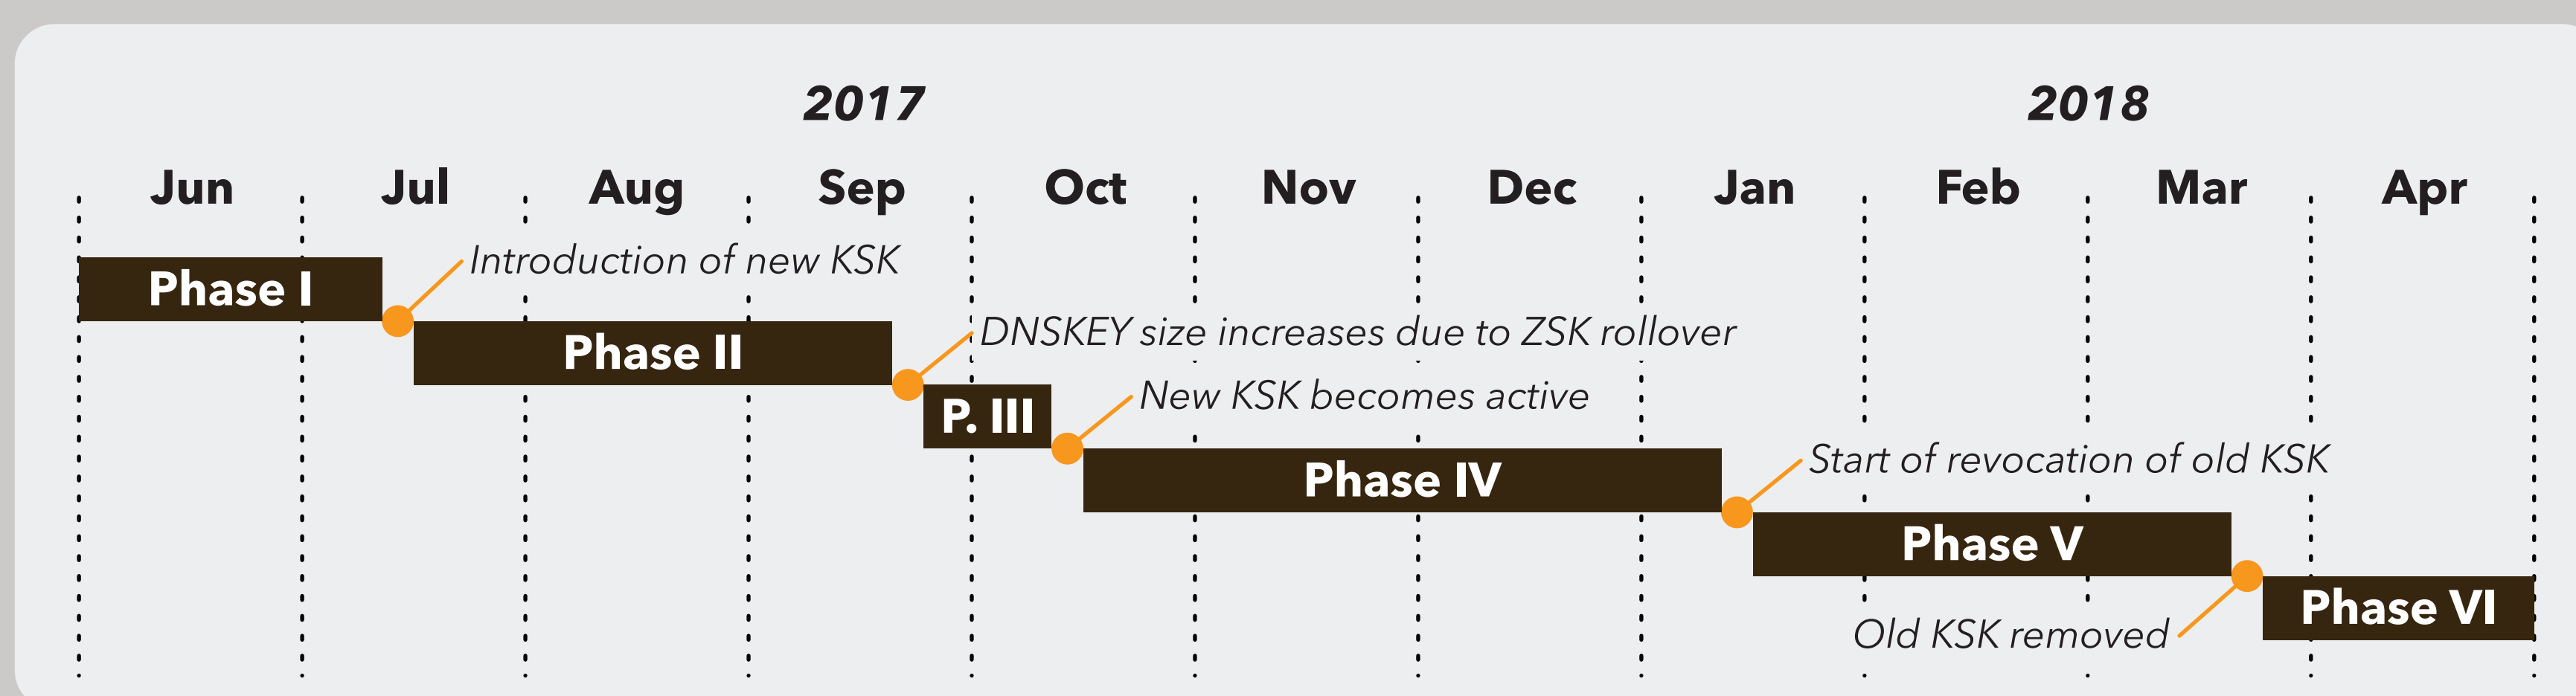 2017 2018
Jun Jul Aug Sep Oct Nov Dec Jan Feb Mar Apr
Introduction of new KSK
Phase I
DNSKEY size increases due to ZSK rollover
Phase II
New KSK becomes active
P. III
Start of revocation of old KSK
Phase IV
Phase V
Phase VI
Old KSK removed